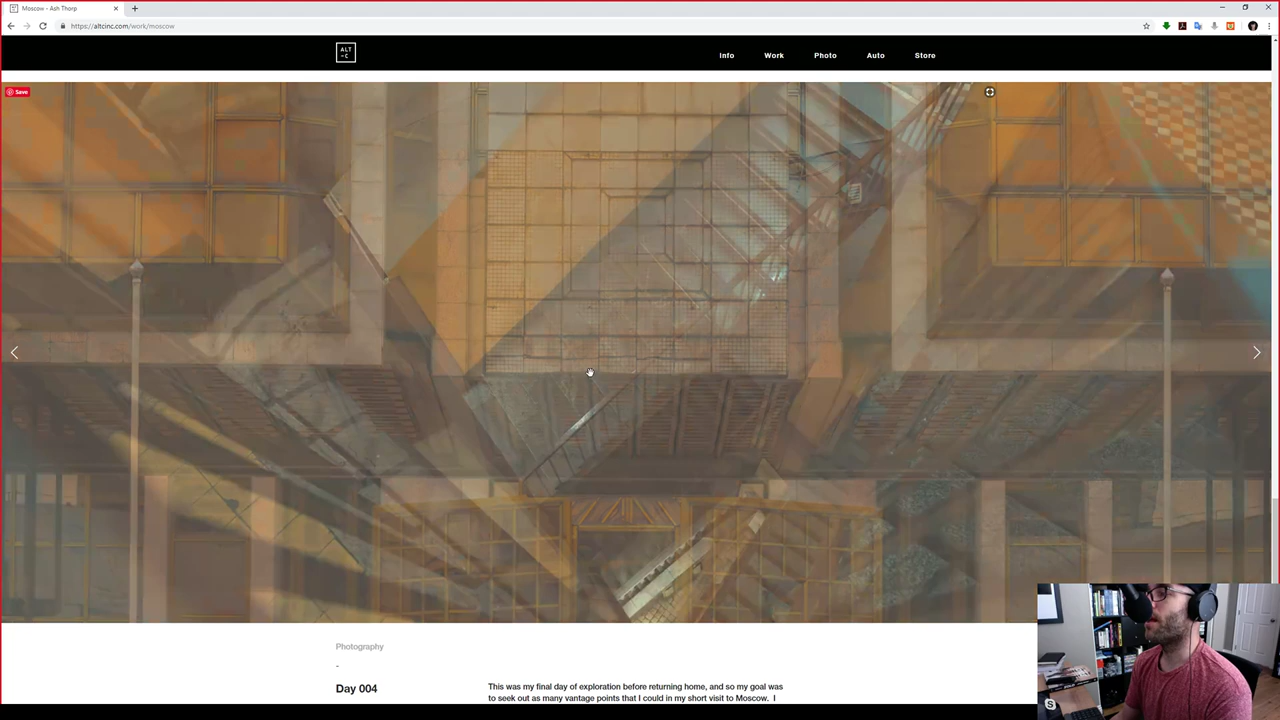 Moscow - Ash Thorp
https://altcinc.com/work/moscow
ALT
-C
Info
Work
Photo
Auto
Store
Save
Photography
-
Day 004
This was my final day of exploration before returning home, and so my goal was
to seek out as many vantage points that I could in my short visit to Moscow. I